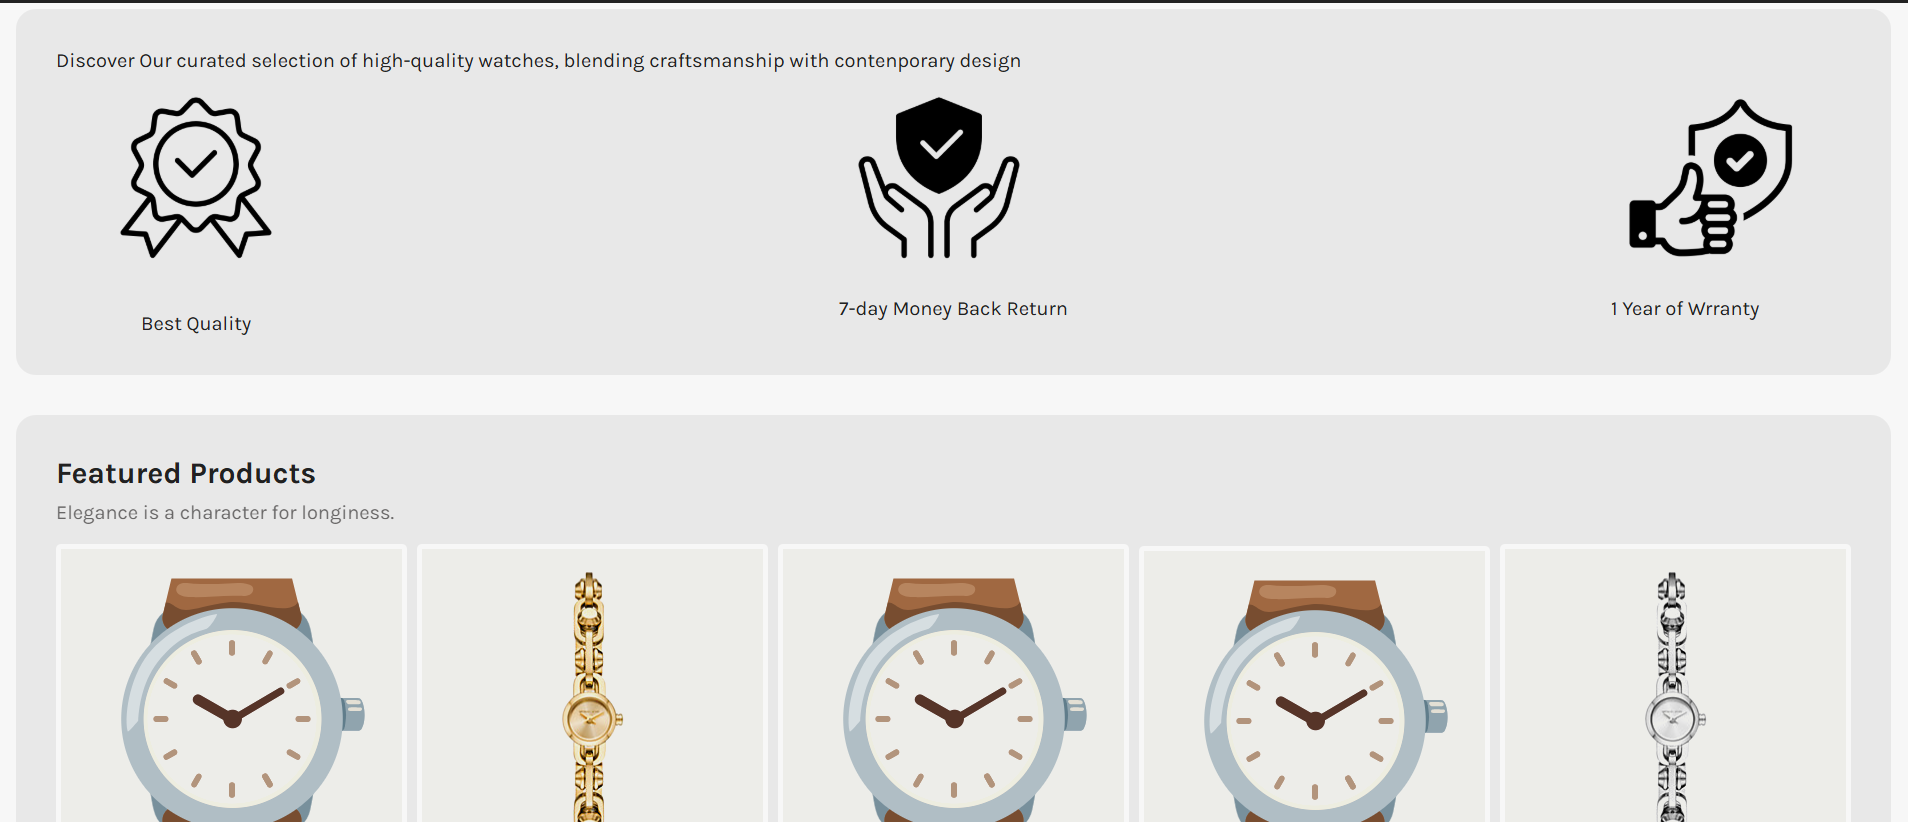 Discover Our curated selection of high-quality watches, blending craftsmanship with contenporary design
Best Quality
7-day Money Back Return
1 Year of Wrranty
Featured Products
Elegance is a character for longiness.